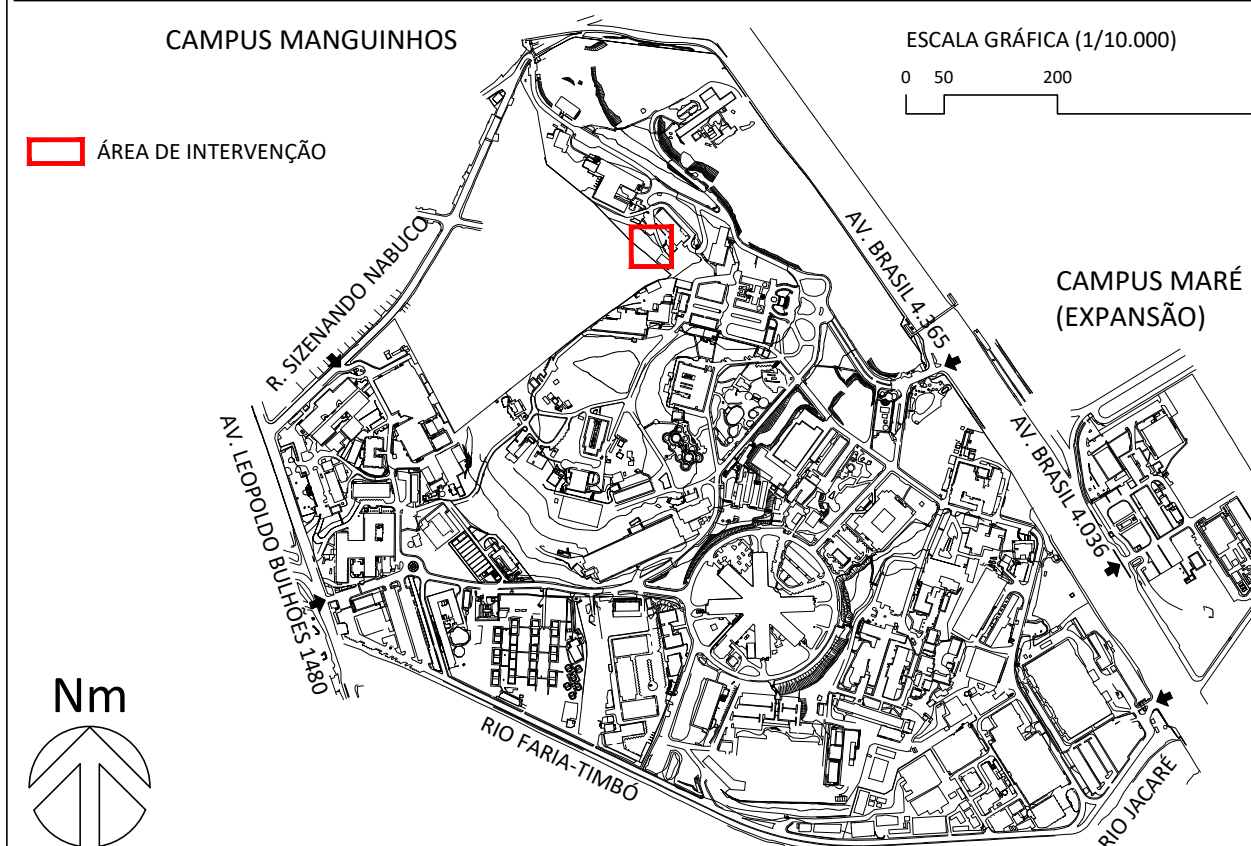 CAMPUS MANGUINHOS
ESCALA GRÁFICA (1/10.000)
0 50 200
ÁREA DE INTERVENÇÃO
R. SIZENANDO NABUCO
AV. BRASIL 4.365
CAMPUS MARÉ
(EXPANSÃO)
AV. LEOPOLDO BULHÕES 1480
AV. BRASIL 4.036
Nm
RIO FARIA-TIMBÓ
RIO JACARÉ